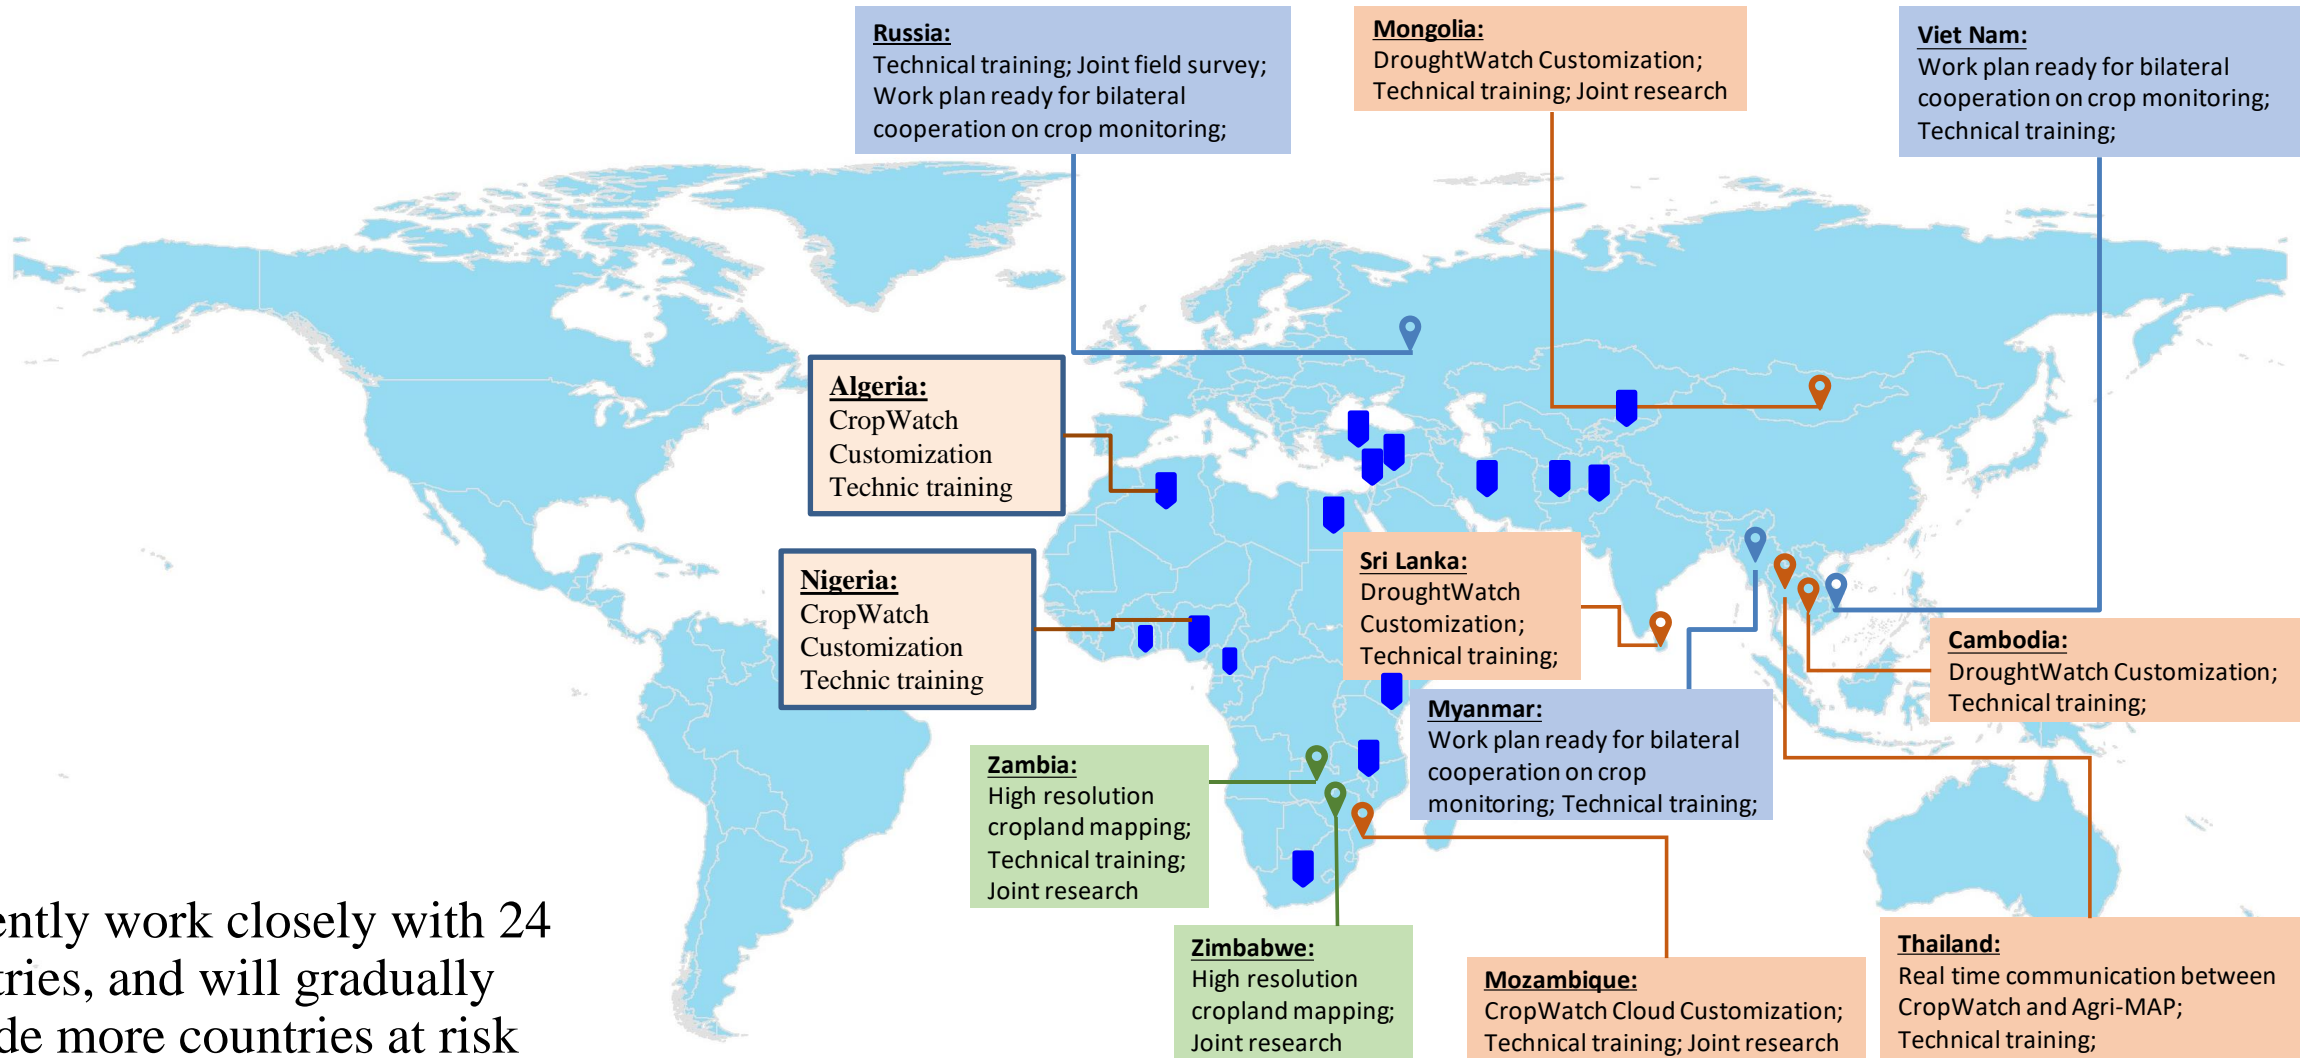 Russia:
Technical training; Joint field survey;
Work plan ready for bilateral
cooperation on crop monitoring;
Mongolia:
DroughtWatch Customization;
Technical training; Joint research
Viet Nam:
Work plan ready for bilateral
cooperation on crop monitoring;
Technical training;
Algeria:
CropWatch
Customization
Technic training
Nigeria:
CropWatch
Customization
Technic training
Sri Lanka:
DroughtWatch
Customization;
Technical training;
Cambodia:
DroughtWatch Customization;
Technical training;
Myanmar:
Work plan ready for bilateral
cooperation on crop
monitoring; Technical training;
Zambia:
High resolution
cropland mapping;
Technical training;
Joint research
Zimbabwe:
High resolution
cropland mapping;
Joint research
Mozambique:
CropWatch Cloud Customization;
Technical training; Joint research
Thailand:
Real time communication between
CropWatch and Agri-MAP;
Technical training;
ently work closely with 24
tries, and will gradually
de more countries at risk